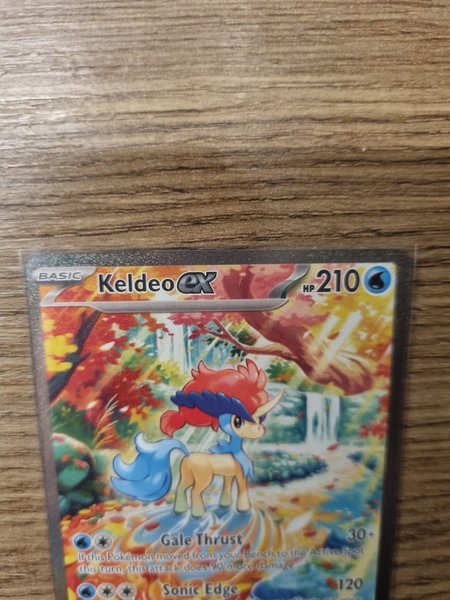 BASIC Keldeo ex HP 210
Gale Thrust 30+
If this Pokémon moved from your Bench to the Active Spot
this turn, this attack does 90 more damage.
Sonic Edge 120